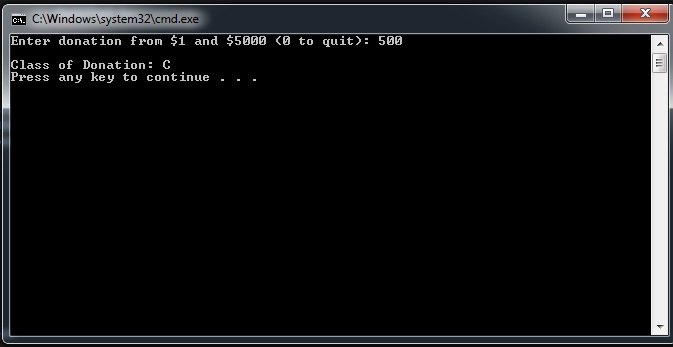 C:\Windows\system32\cmd.exe
Enter donation from $1 and $5000 (0 to quit): 500
Class of Donation: C
Press any key to continue . . .